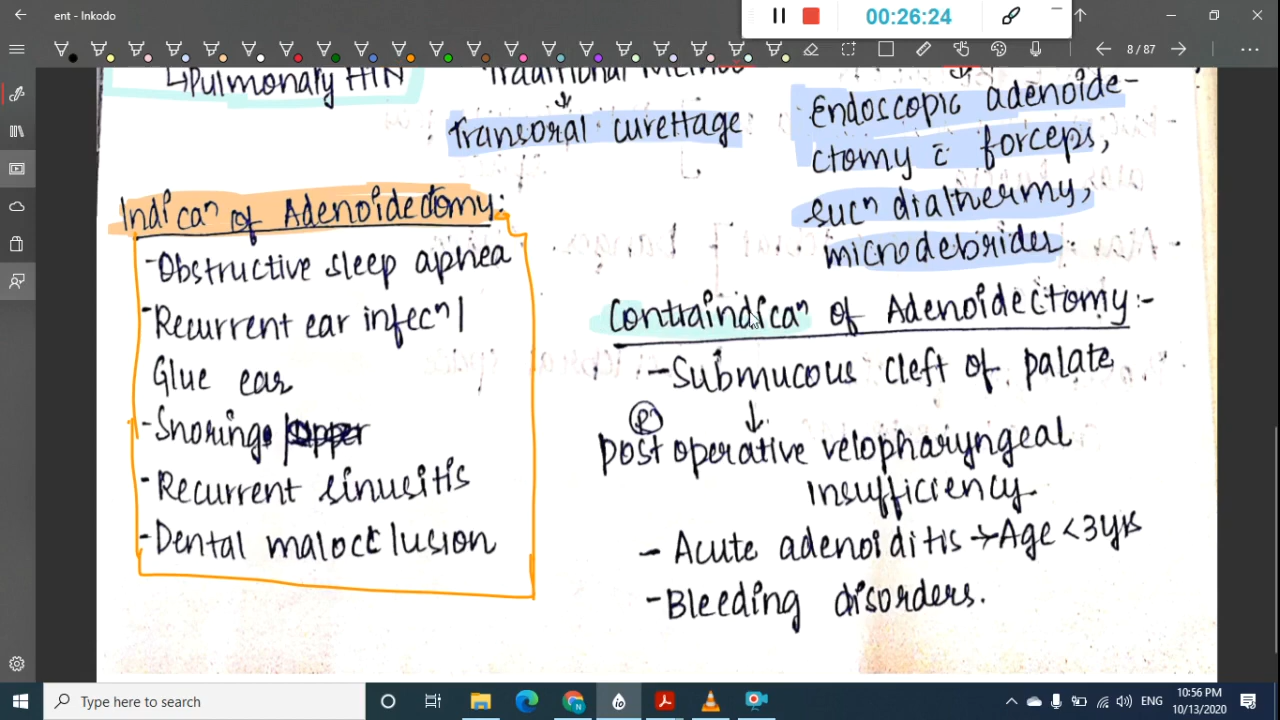 ent - Inkodo
00:26:24
8 / 87
↳Pulmonary HTN
Traditional Method
↓
Transoral curettage
Endoscopic adenoide-
ctomy c̄ forceps,
sucⁿ diathermy,
microdebrider.
Indicaⁿ of Adenoidectomy:
-Obstructive sleep apnea
-Recurrent ear infecⁿ |
Glue ear
-Snoring
-Recurrent sinusitis
-Dental malocclusion
Contraindicaⁿ of Adenoidectomy:-
-Submucous cleft of palate
(R) ↓
post operative velopharyngeal
insufficiency.
- Acute adenoiditis → Age <3yrs
-Bleeding disorders.
Type here to search
ENG
10:56 PM
10/13/2020